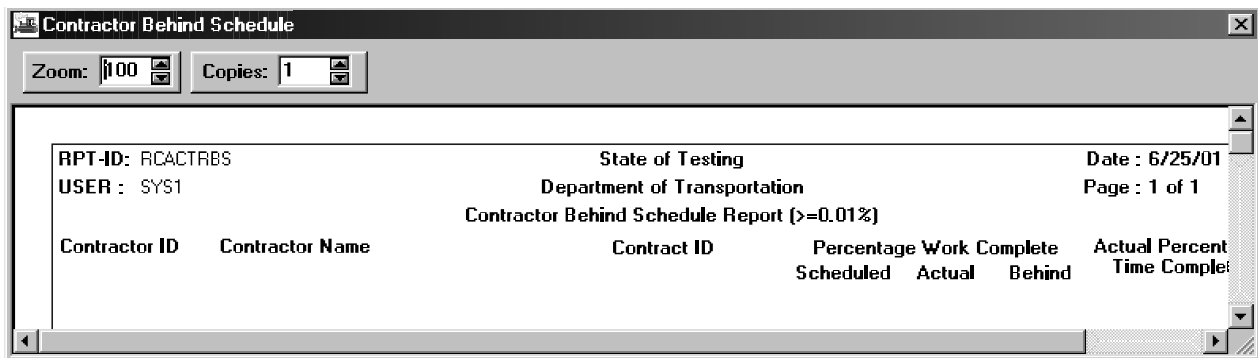 Contractor Behind Schedule
Zoom: 100 Copies: 1
RPT-ID: RCACTRBS State of Testing Date : 6/25/01
USER : SYS1 Department of Transportation Page : 1 of 1
Contractor Behind Schedule Report (>=0.01%)
Contractor ID Contractor Name Contract ID Percentage Work Complete Actual Percent
Scheduled Actual Behind Time Comple